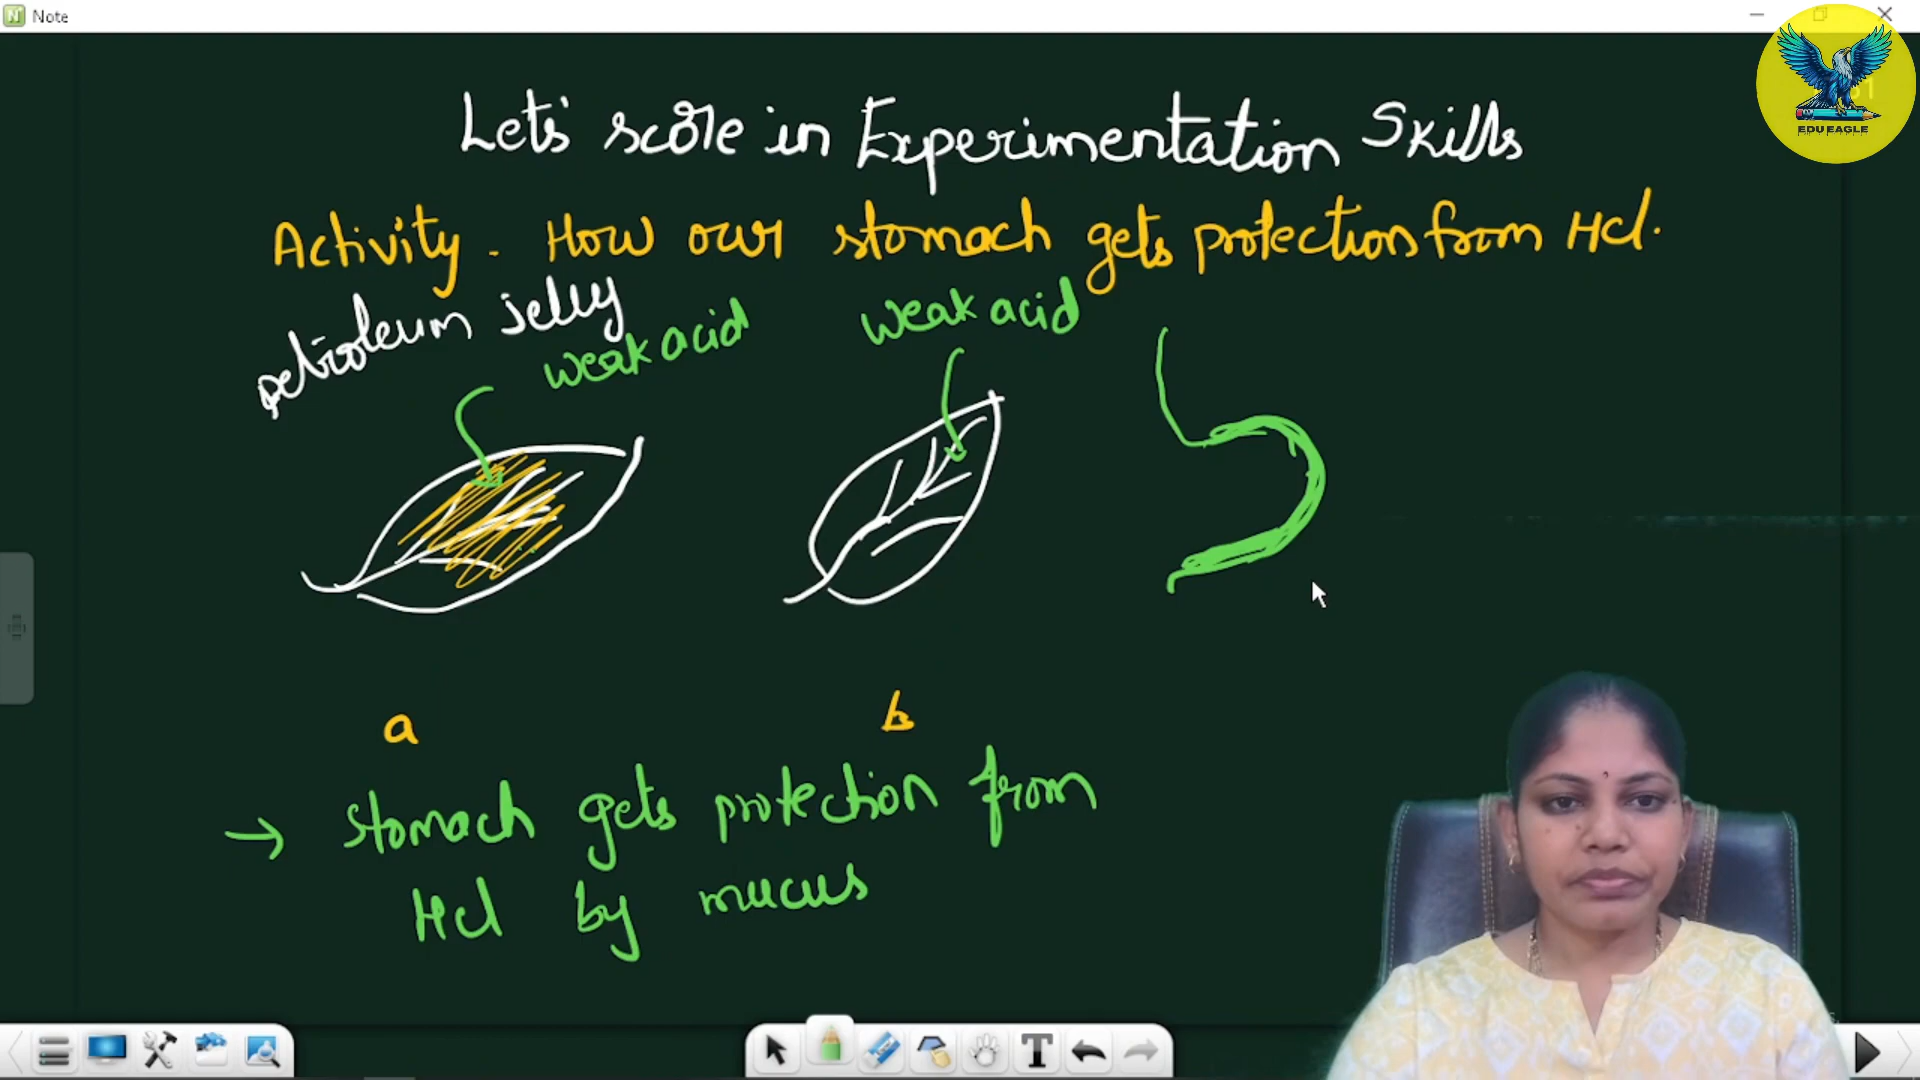 Note
EDU EAGLE
Let's score in Experimentation Skills
Activity. How our stomach gets protection from Hcl.
petroleum jelly
weak acid
weak acid
a
b
→ Stomach gets protection from
Hcl by mucus
T